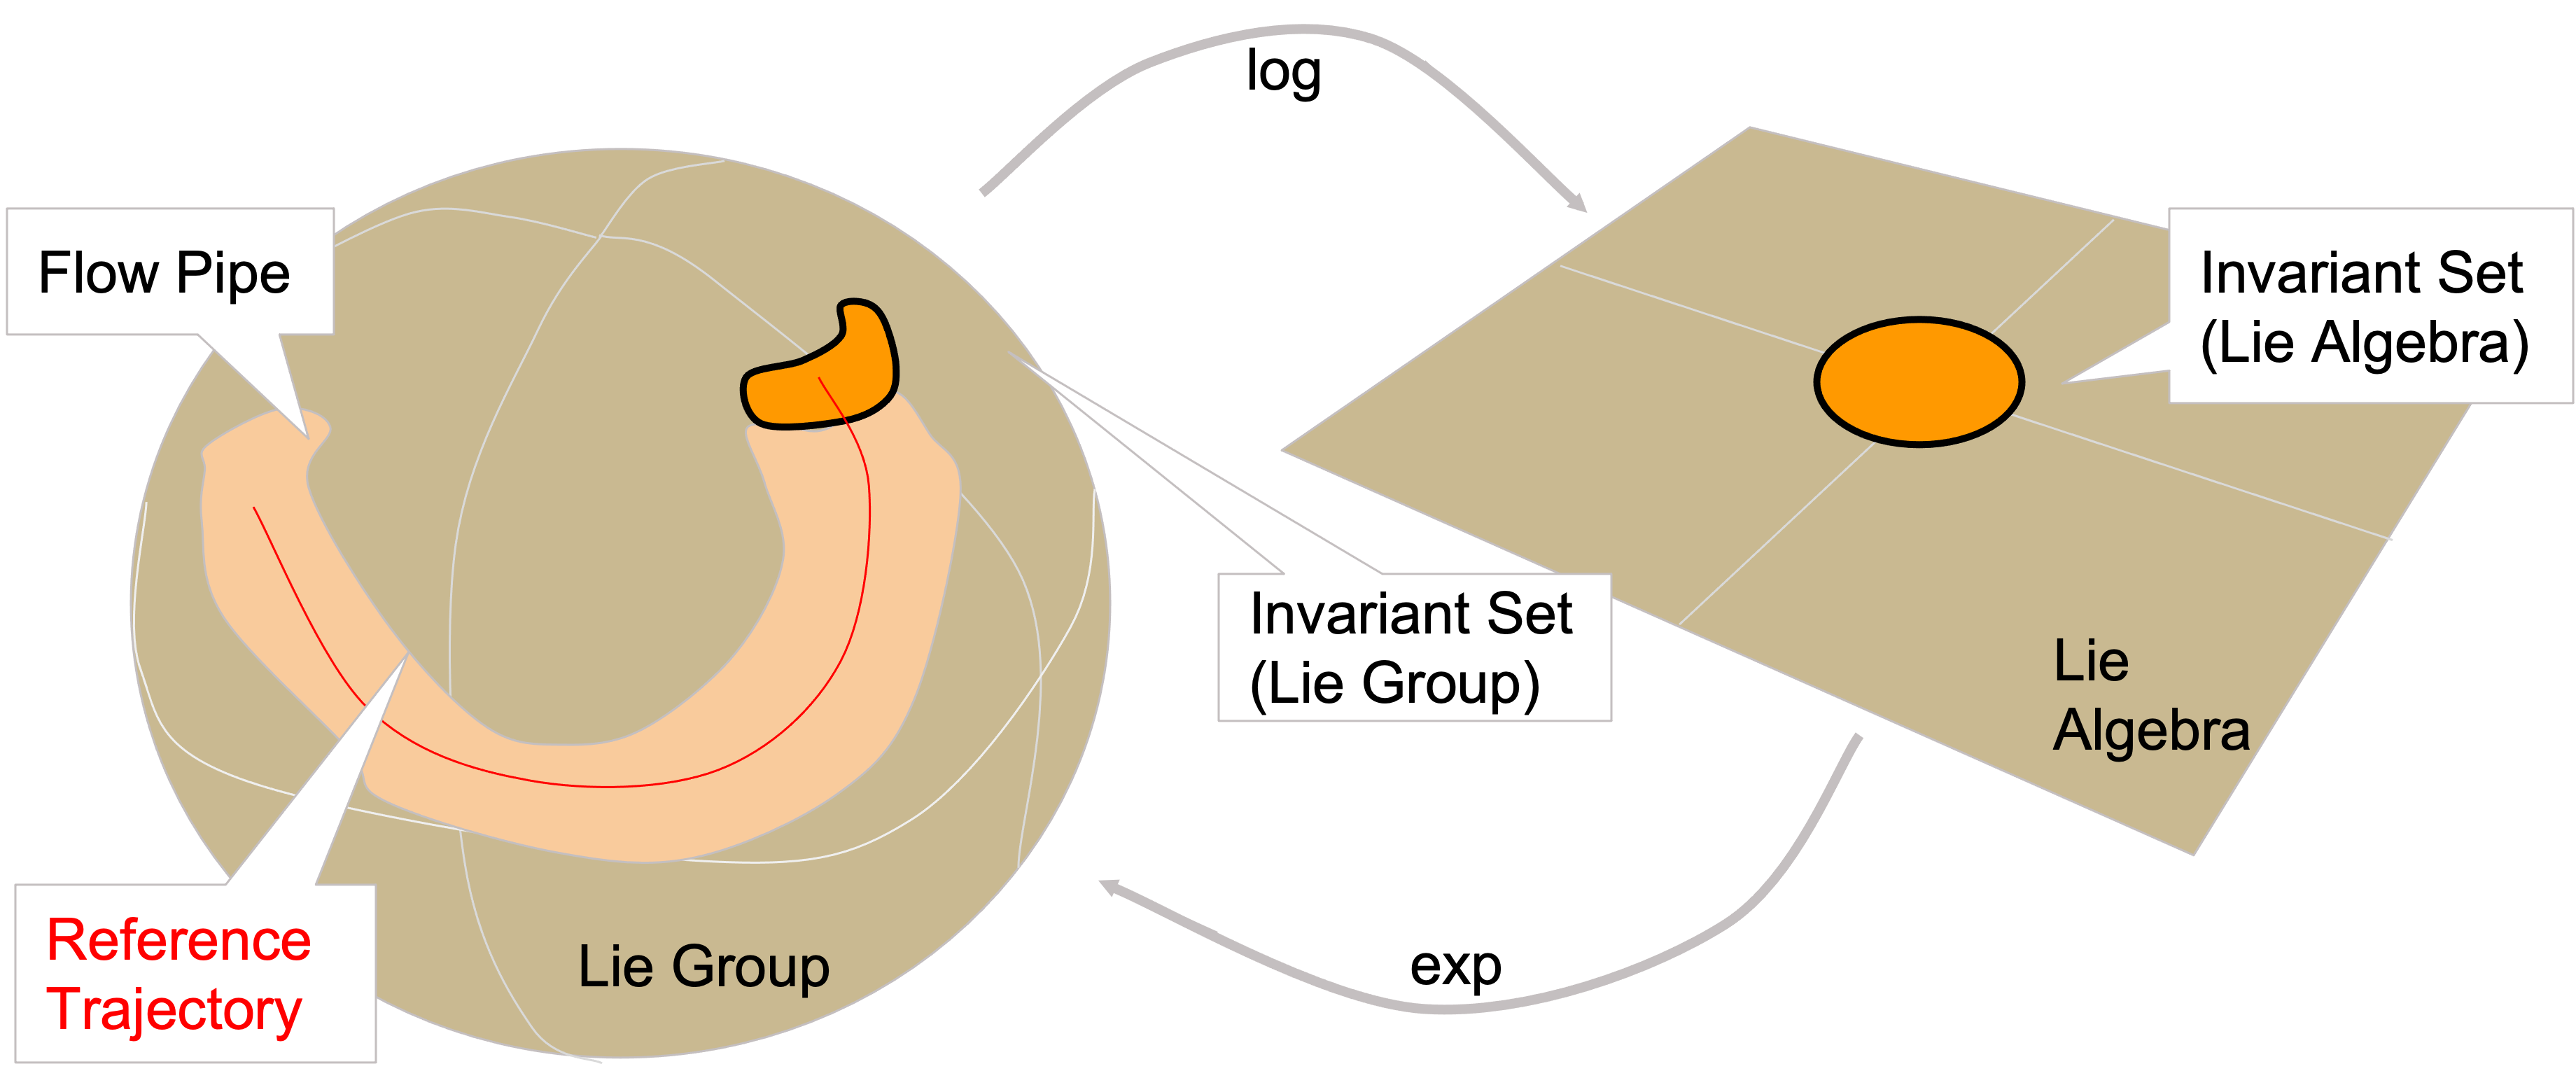 log
Flow Pipe
Invariant Set
(Lie Algebra)
Invariant Set
(Lie Group)
Lie
Algebra
Reference
Trajectory
Lie Group
exp